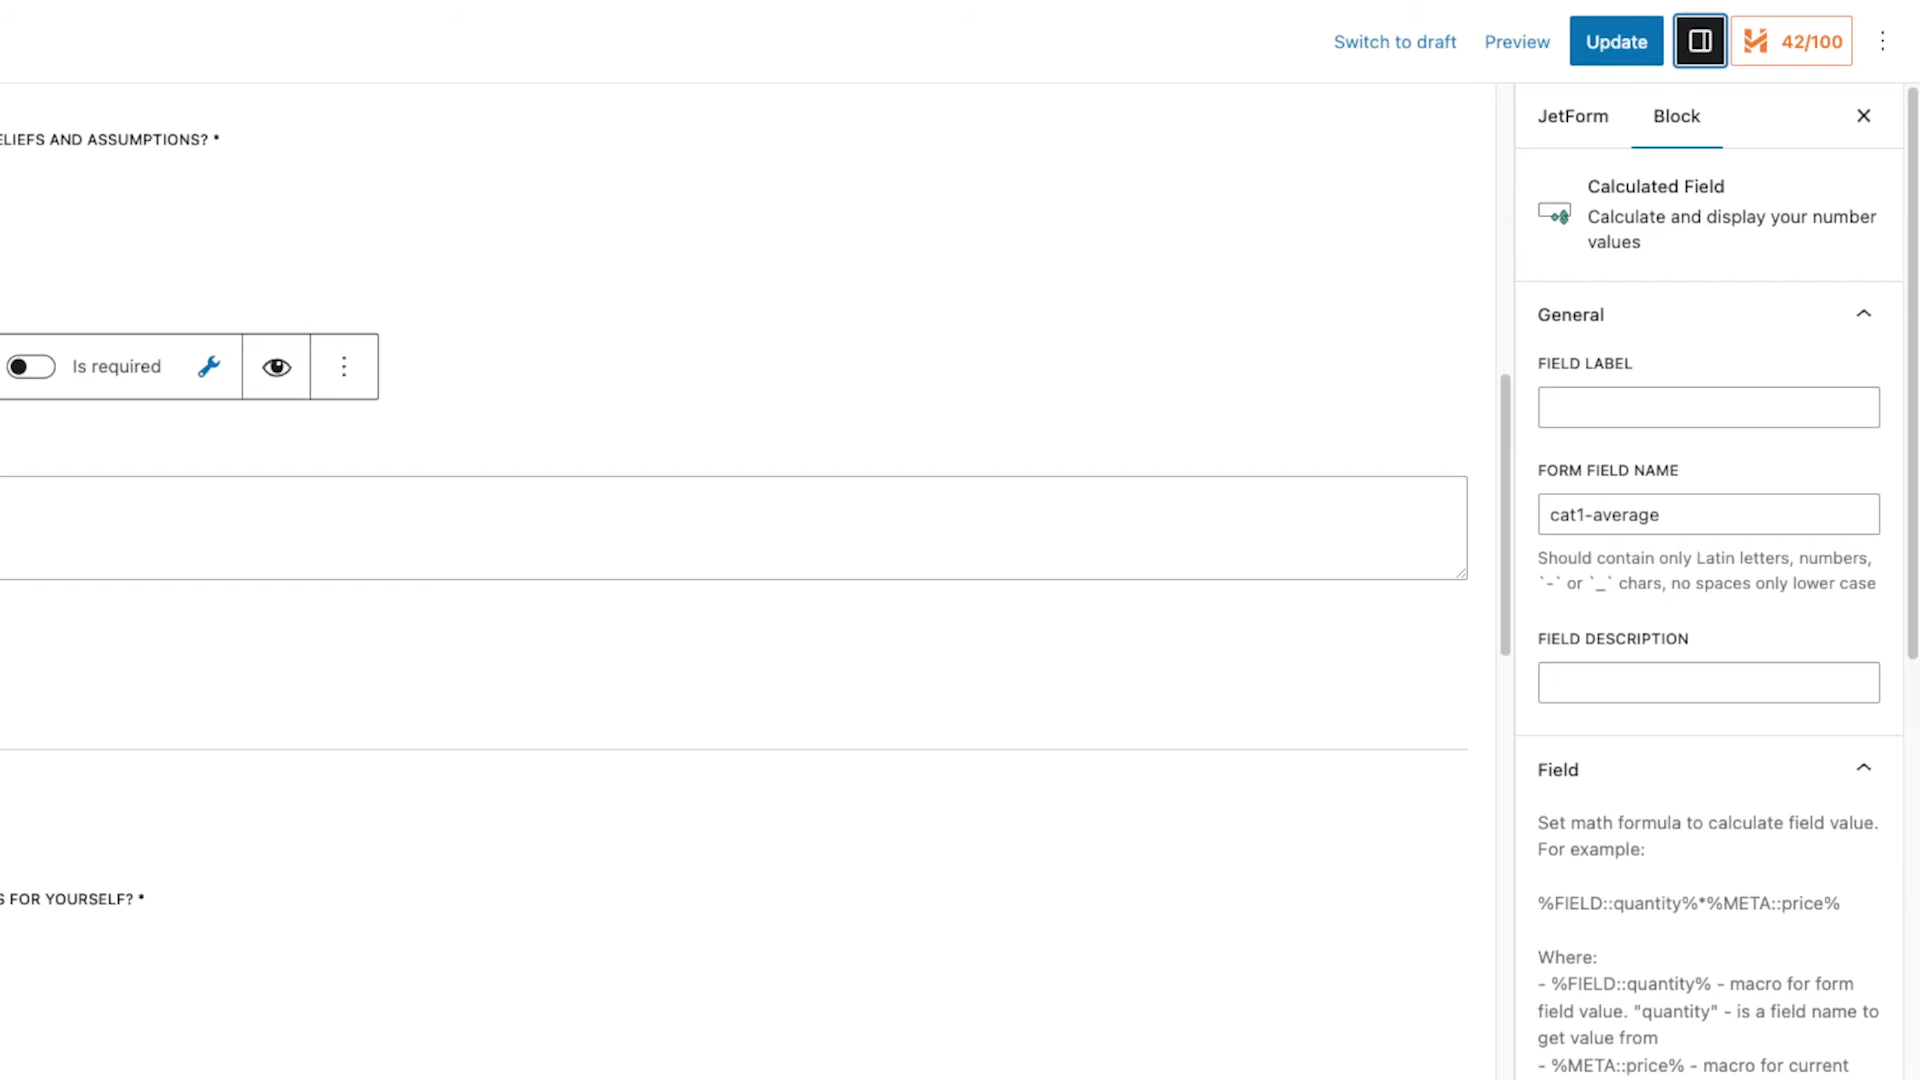 Switch to draft
Preview
Update
42/100
ELIEFS AND ASSUMPTIONS? *
Is required
S FOR YOURSELF? *
JetForm
Block
Calculated Field
Calculate and display your number
values
General
FIELD LABEL
FORM FIELD NAME
cat1-average
Should contain only Latin letters, numbers,
`-` or `_` chars, no spaces only lower case
FIELD DESCRIPTION
Field
Set math formula to calculate field value.
For example:
%FIELD::quantity%*%META::price%
Where:
- %FIELD::quantity% - macro for form
field value. "quantity" - is a field name to
get value from
- %META::price% - macro for current